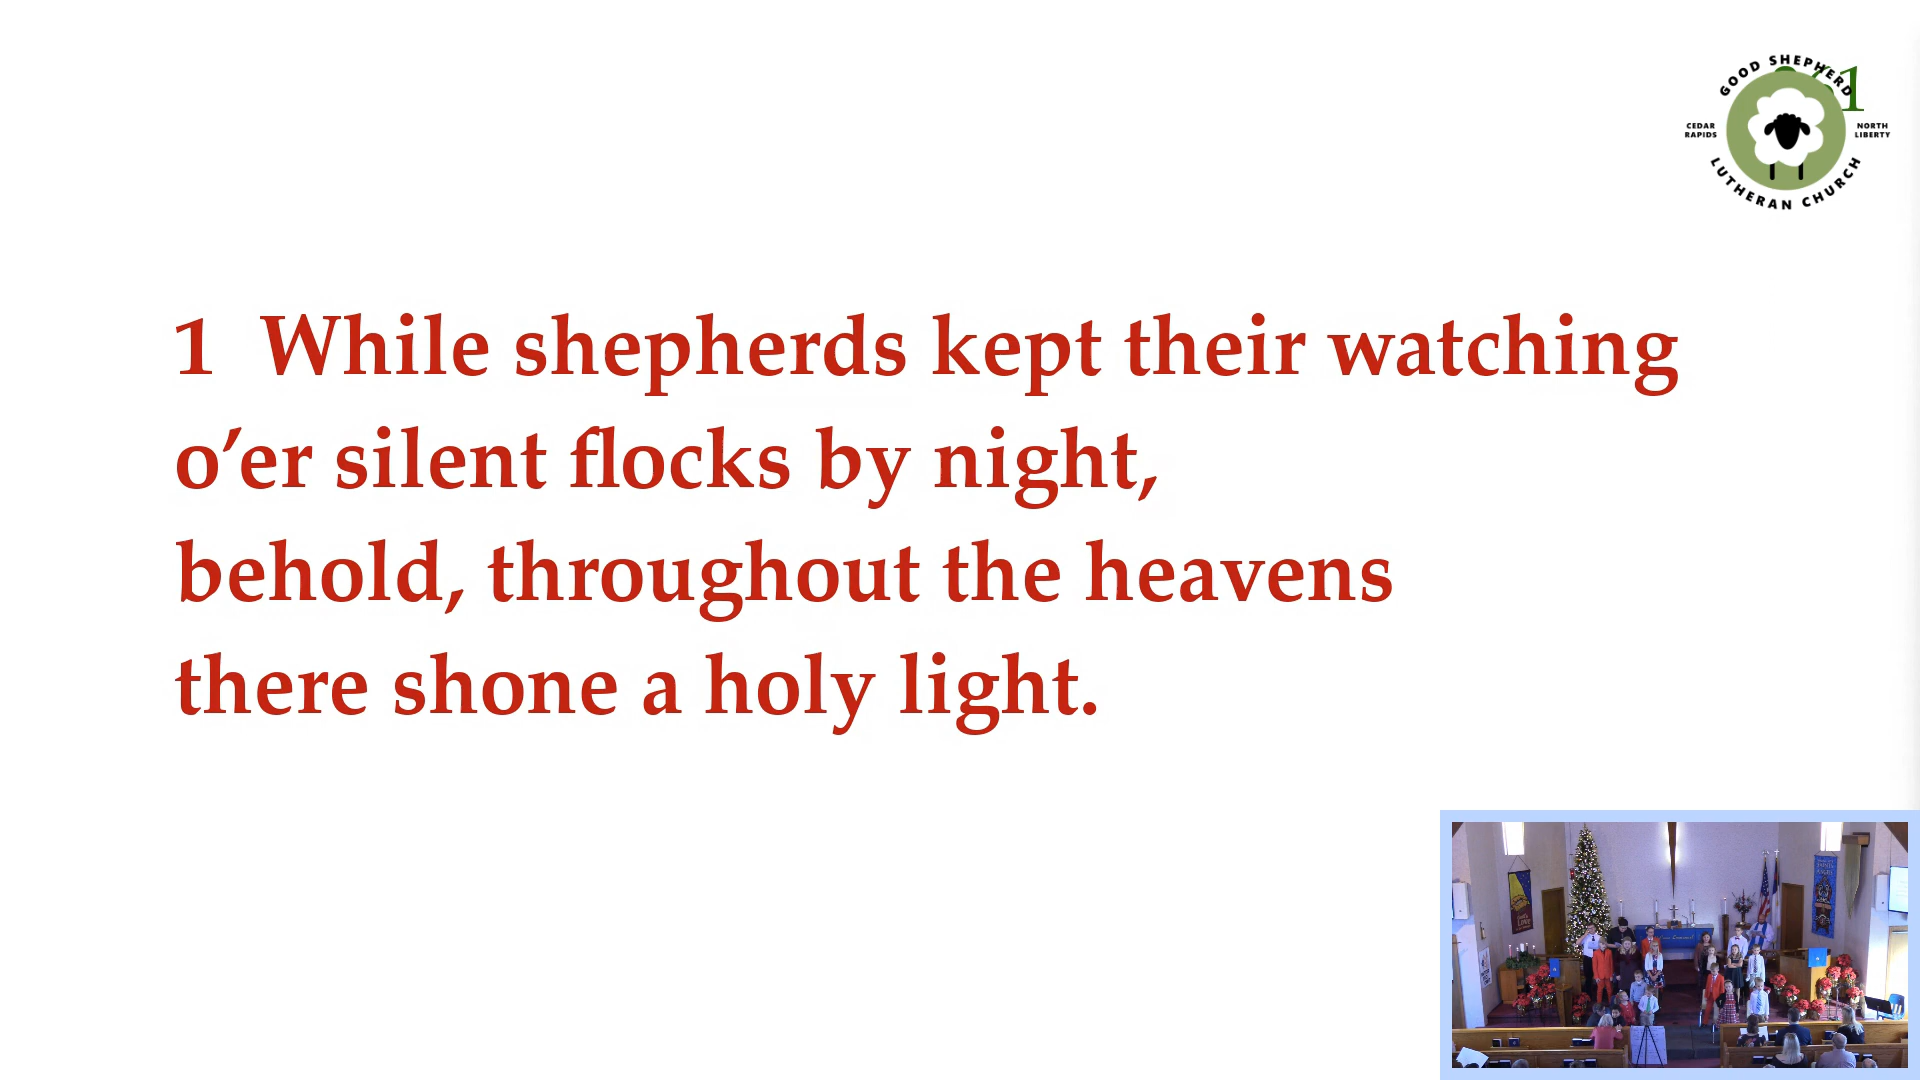 GOOD SHEPHERD
CEDAR
RAPIDS
NORTH
LIBERTY
LUTHERAN CHURCH
1 While shepherds kept their watching
o’er silent flocks by night,
behold, throughout the heavens
there shone a holy light.